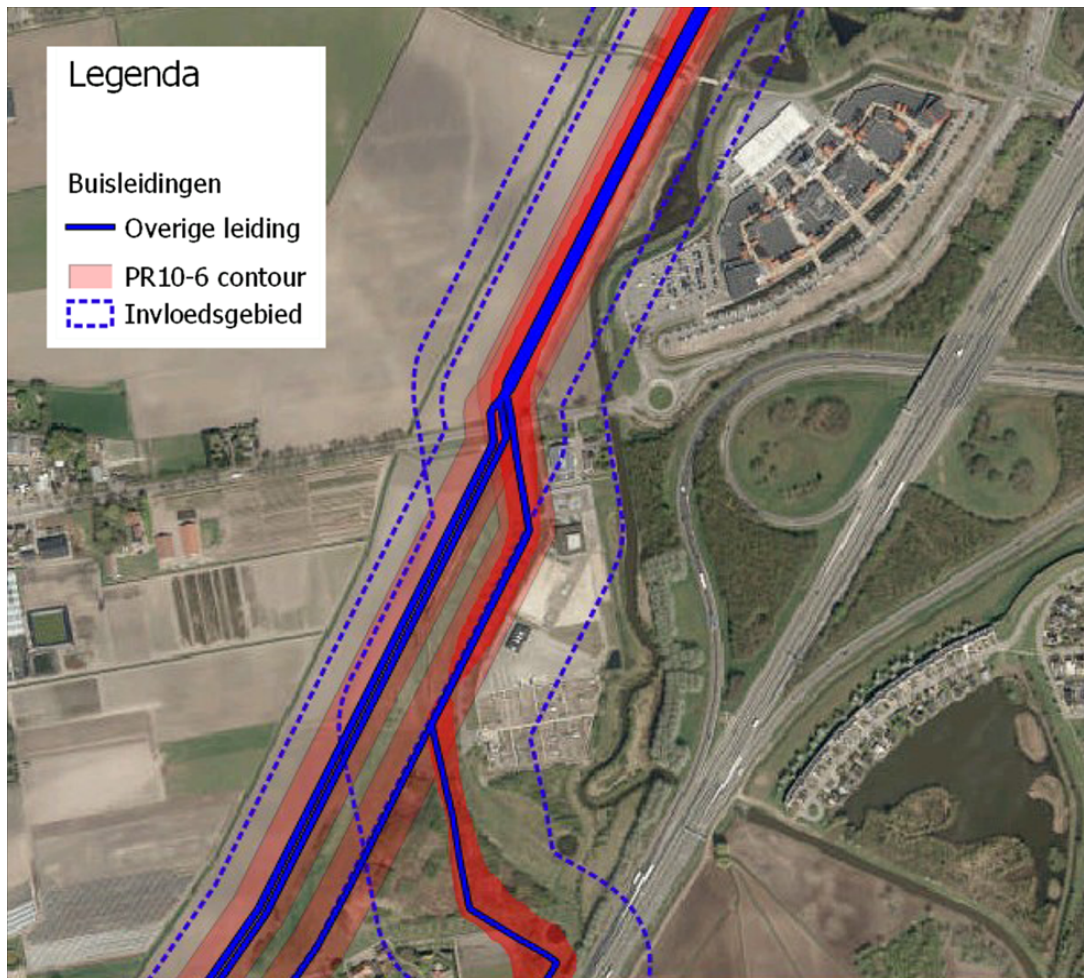 Legenda
Buisleidingen
Overige leiding
PR10-6 contour
Invloedsgebied